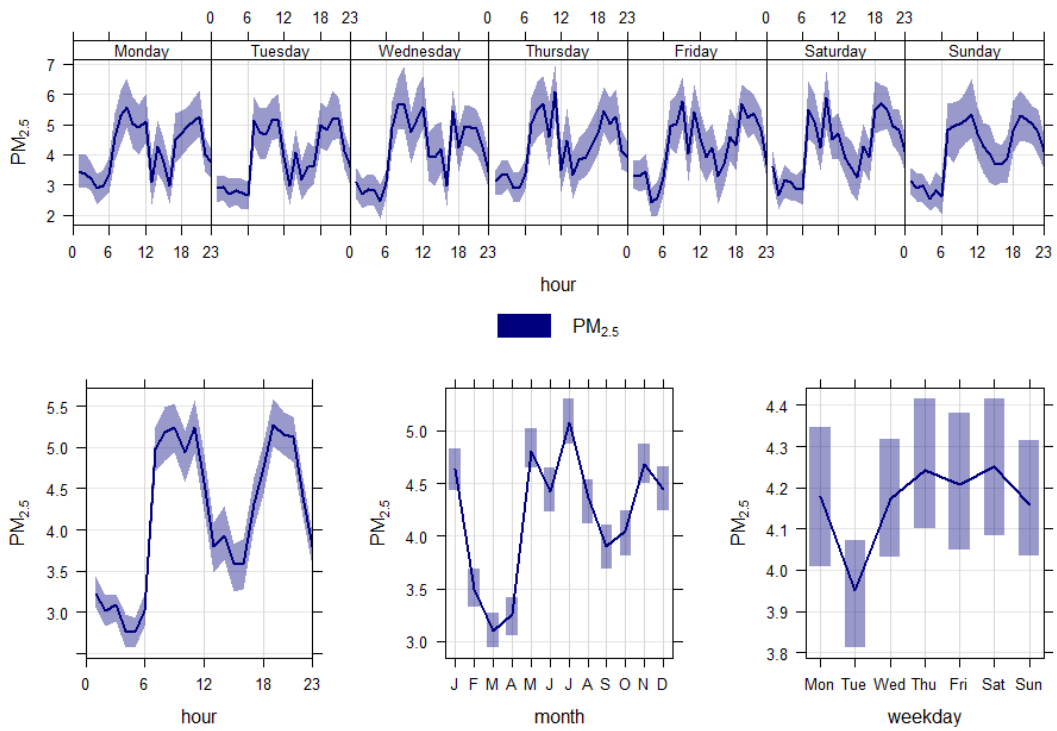 0 6 12 18 23 0 6 12 18 23 0 6 12 18 23
Monday Tuesday Wednesday Thursday Friday Saturday Sunday
7
6
5
4
3
2
PM2.5
0 6 12 18 23 0 6 12 18 23 0 6 12 18 23 0 6 12 18 23
hour
PM2.5
5.5
5.0
4.5
4.0
3.5
3.0
PM2.5
0 6 12 18 23
hour
5.0
4.5
4.0
3.5
3.0
PM2.5
J F M A M J J A S O N D
month
4.4
4.3
4.2
4.1
4.0
3.9
3.8
PM2.5
Mon Tue Wed Thu Fri Sat Sun
weekday